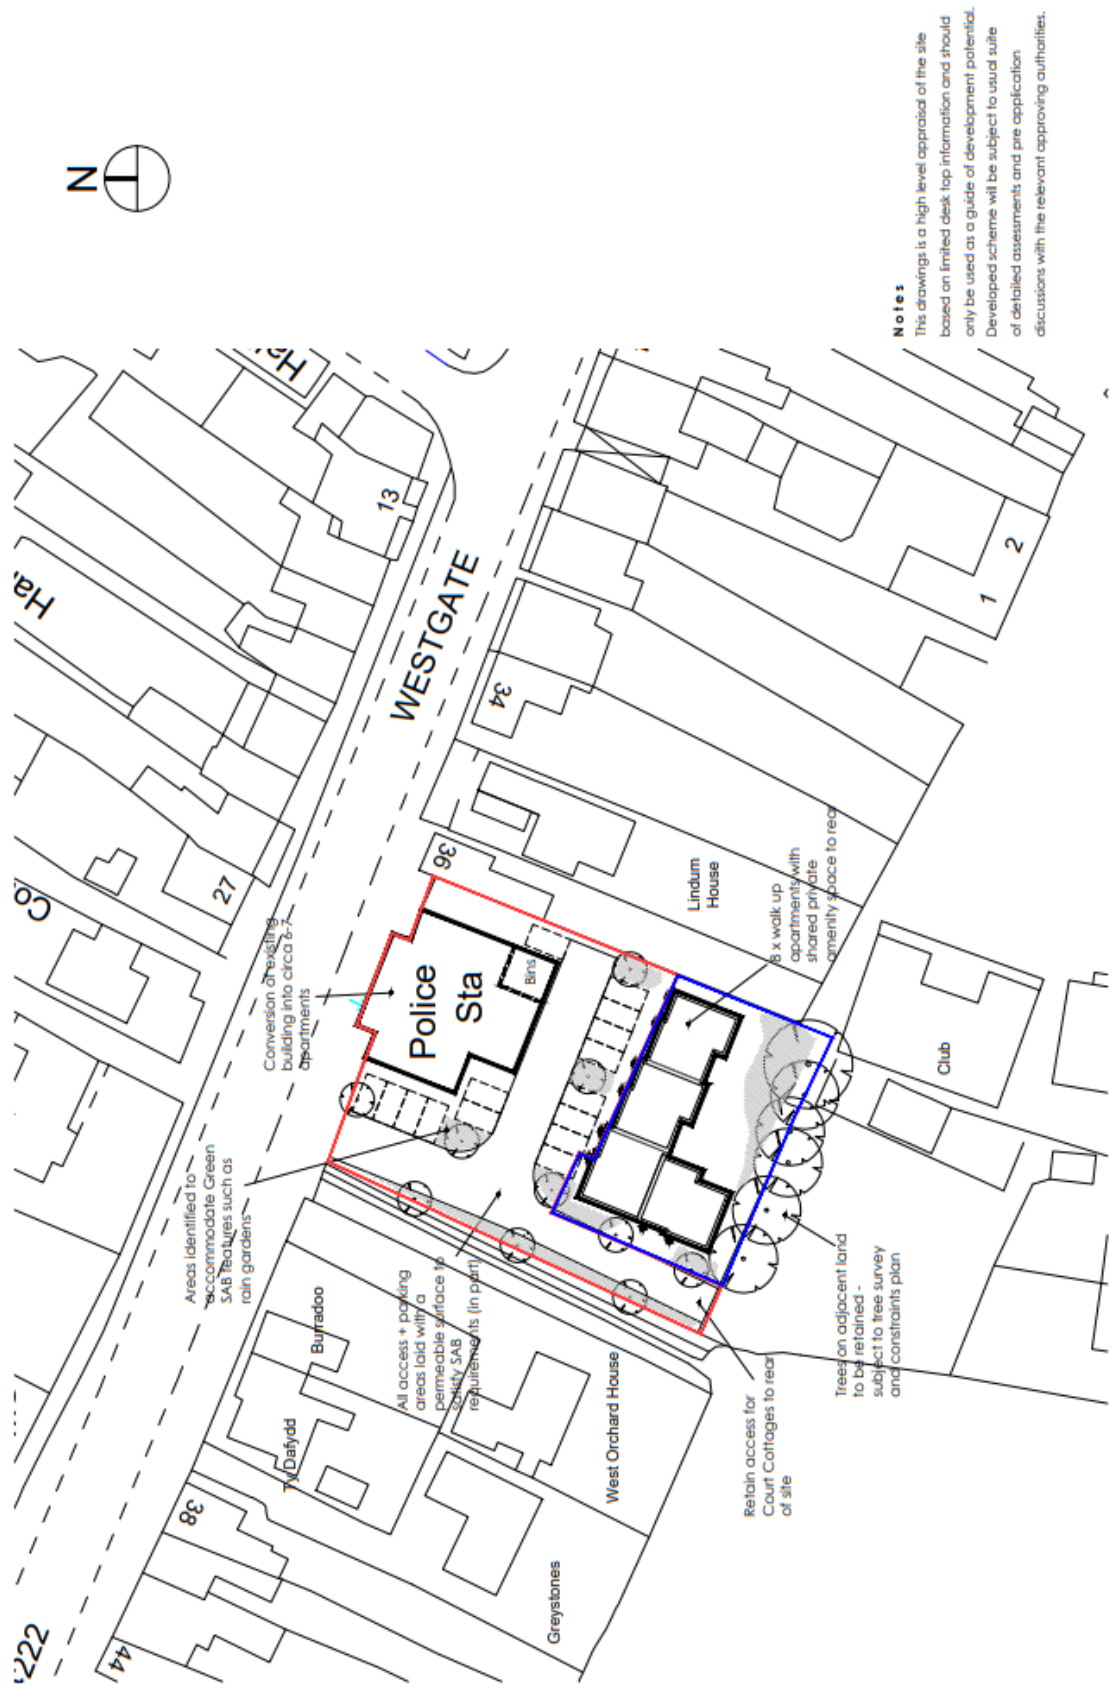 N
Notes
This drawings is a high level appraisal of the site
based on limited desk top information and should
only be used as a guide of development potential.
Developed scheme will be subject to usual suite
of detailed assessments and pre application
discussions with the relevant approving authorities.
13
WESTGATE
27
34
36
2
1
Conversion of existing
building into circa 6-7
apartments
Police
Sta
Bins
Lindum
House
8 x walk up
apartments with
shared private
amenity space to rear
Club
Areas identified to
accommodate Green
SAB features such as
rain gardens
Burradoo
Ty Dafydd
All access + parking
areas laid with a
permeable surface to
satisfy SAB
requirements (in part)
West Orchard House
Trees on adjacent land
to be retained -
subject to tree survey
and constraints plan
Retain access for
Court Cottages to rear
of site
38
Greystones
44